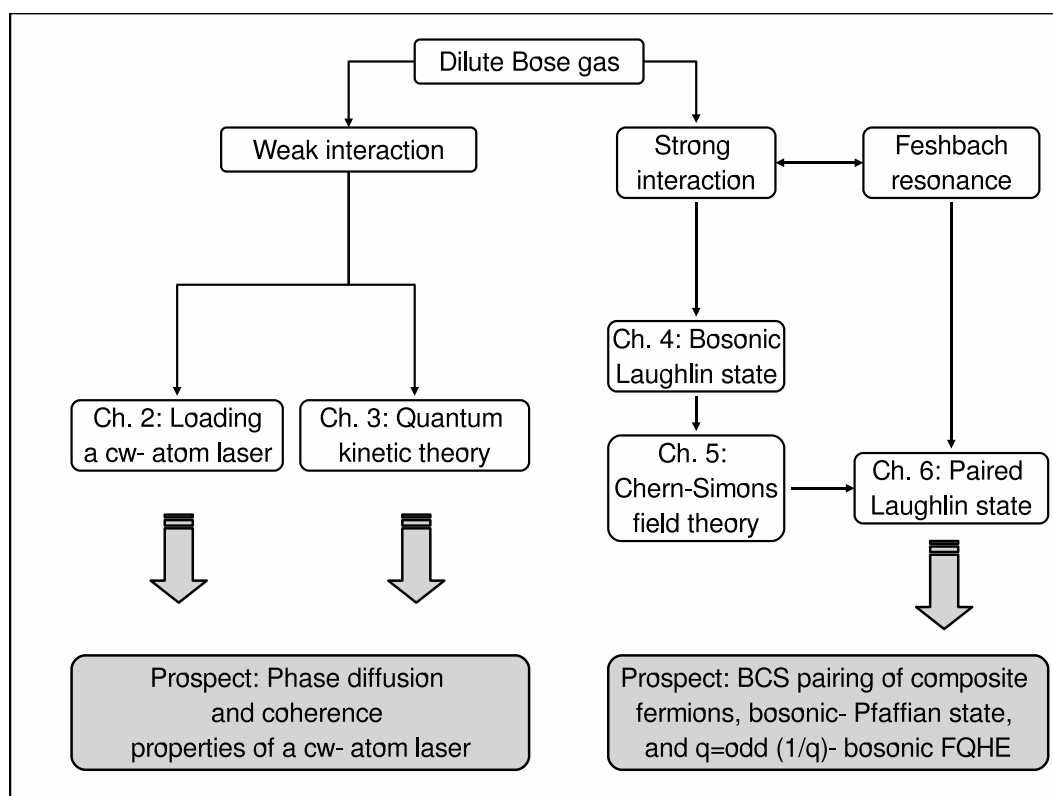 Dilute Bose gas
Weak interaction
Strong
interaction
Feshbach
resonance
Ch. 4: Bosonic
Laughlin state
Ch. 2: Loading
a cw- atom laser
Ch. 3: Quantum
kinetic theory
Ch. 5:
Chern-Simons
field theory
Ch. 6: Paired
Laughlin state
Prospect: Phase diffusion
and coherence
properties of a cw- atom laser
Prospect: BCS pairing of composite
fermions, bosonic- Pfaffian state,
and q=odd (1/q)- bosonic FQHE